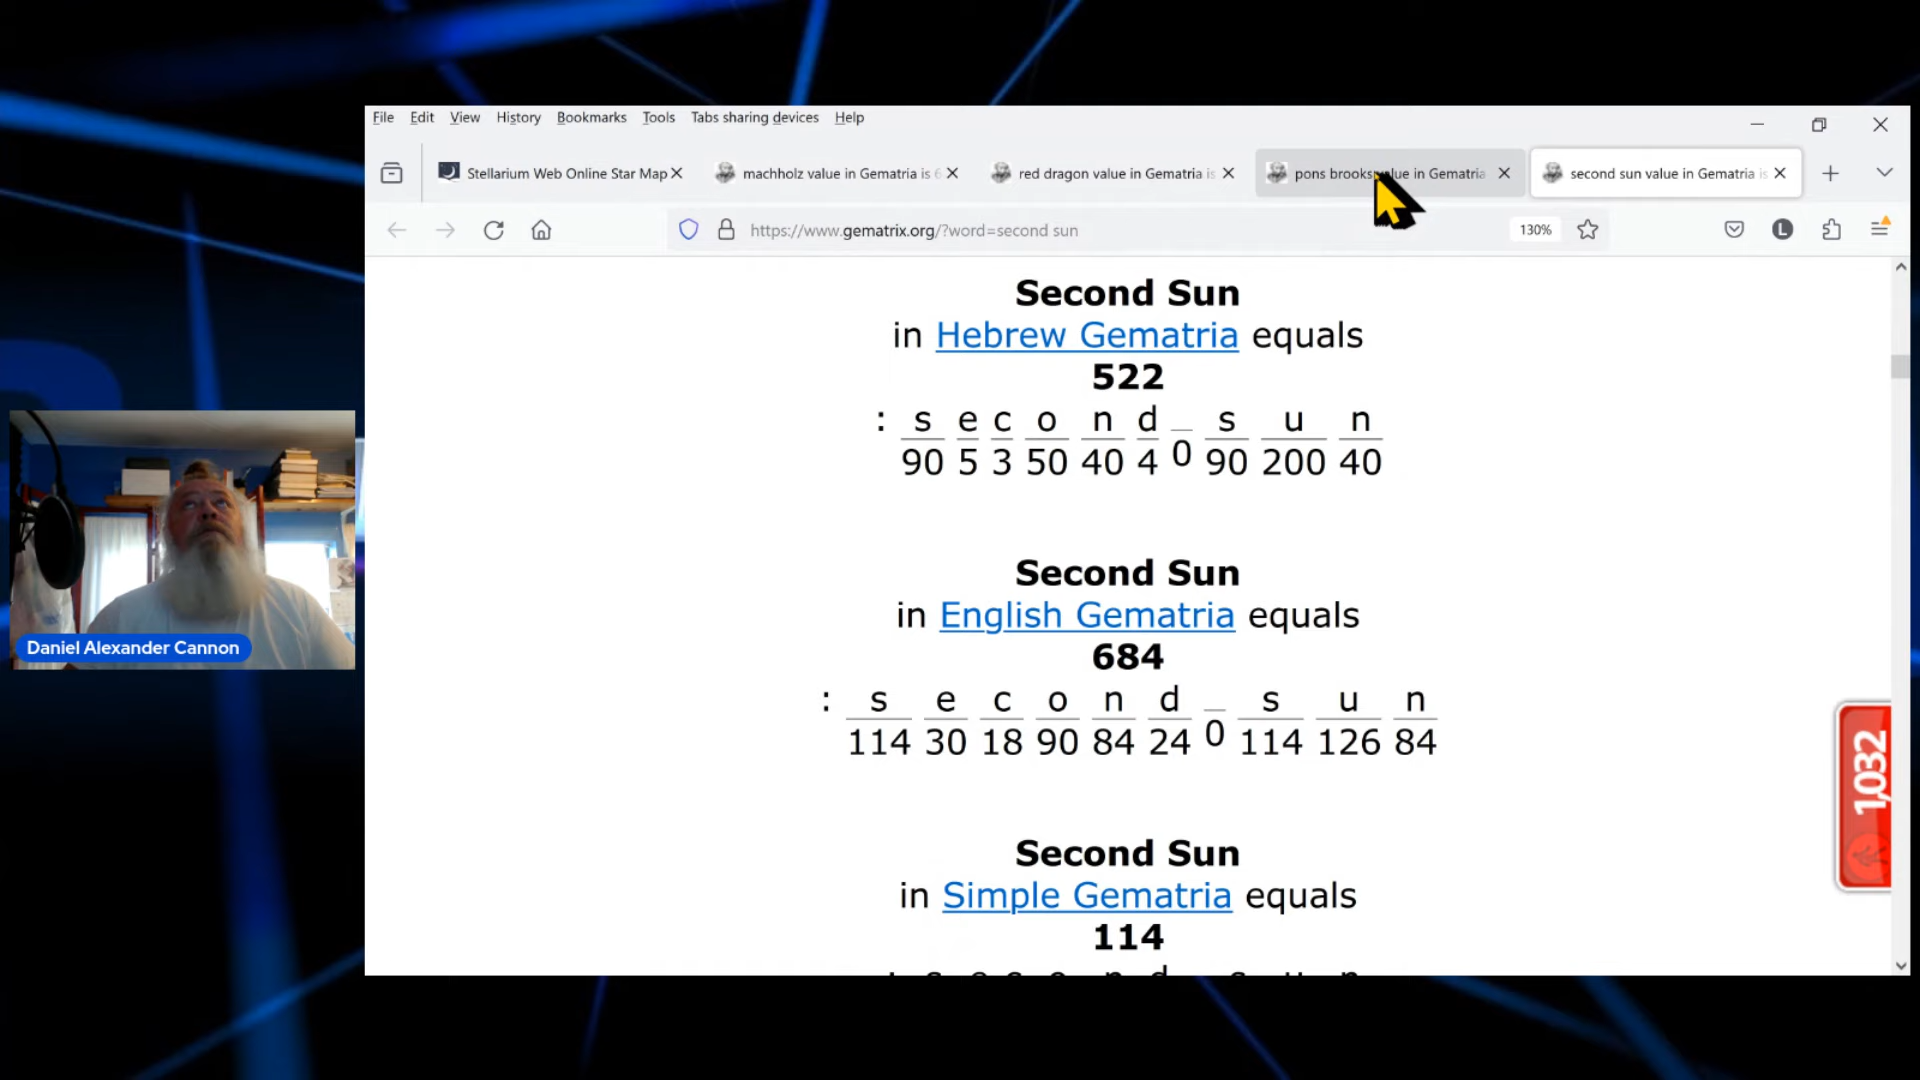 File Edit View History Bookmarks Tools Tabs sharing devices Help
Stellarium Web Online Star Map
machholz value in Gematria is 6
red dragon value in Gematria is
pons brooks value in Gematria
second sun value in Gematria is
https://www.gematrix.org/?word=second sun
130%
L
Second Sun
in Hebrew Gematria equals
522
: s e c o n d _ s u n
90 5 3 50 40 4 0 90 200 40
Second Sun
in English Gematria equals
684
: s e c o n d _ s u n
114 30 18 90 84 24 0 114 126 84
Second Sun
in Simple Gematria equals
114
: s e c o n d s u n
Daniel Alexander Cannon
1,032